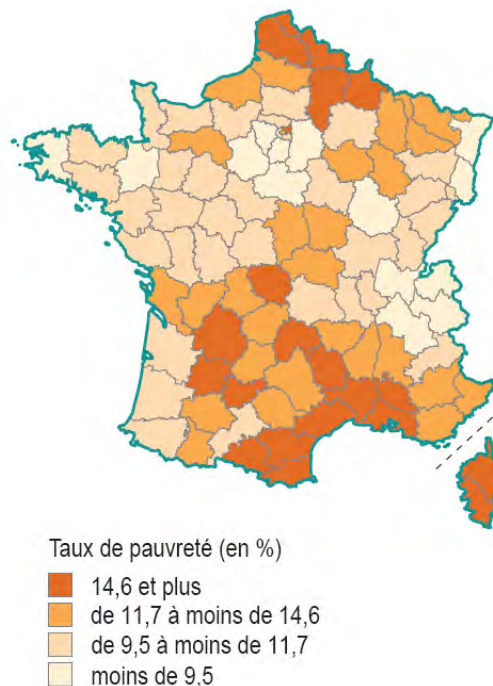 Taux de pauvreté (en %)
14,6 et plus
de 11,7 à moins de 14,6
de 9,5 à moins de 11,7
moins de 9,5